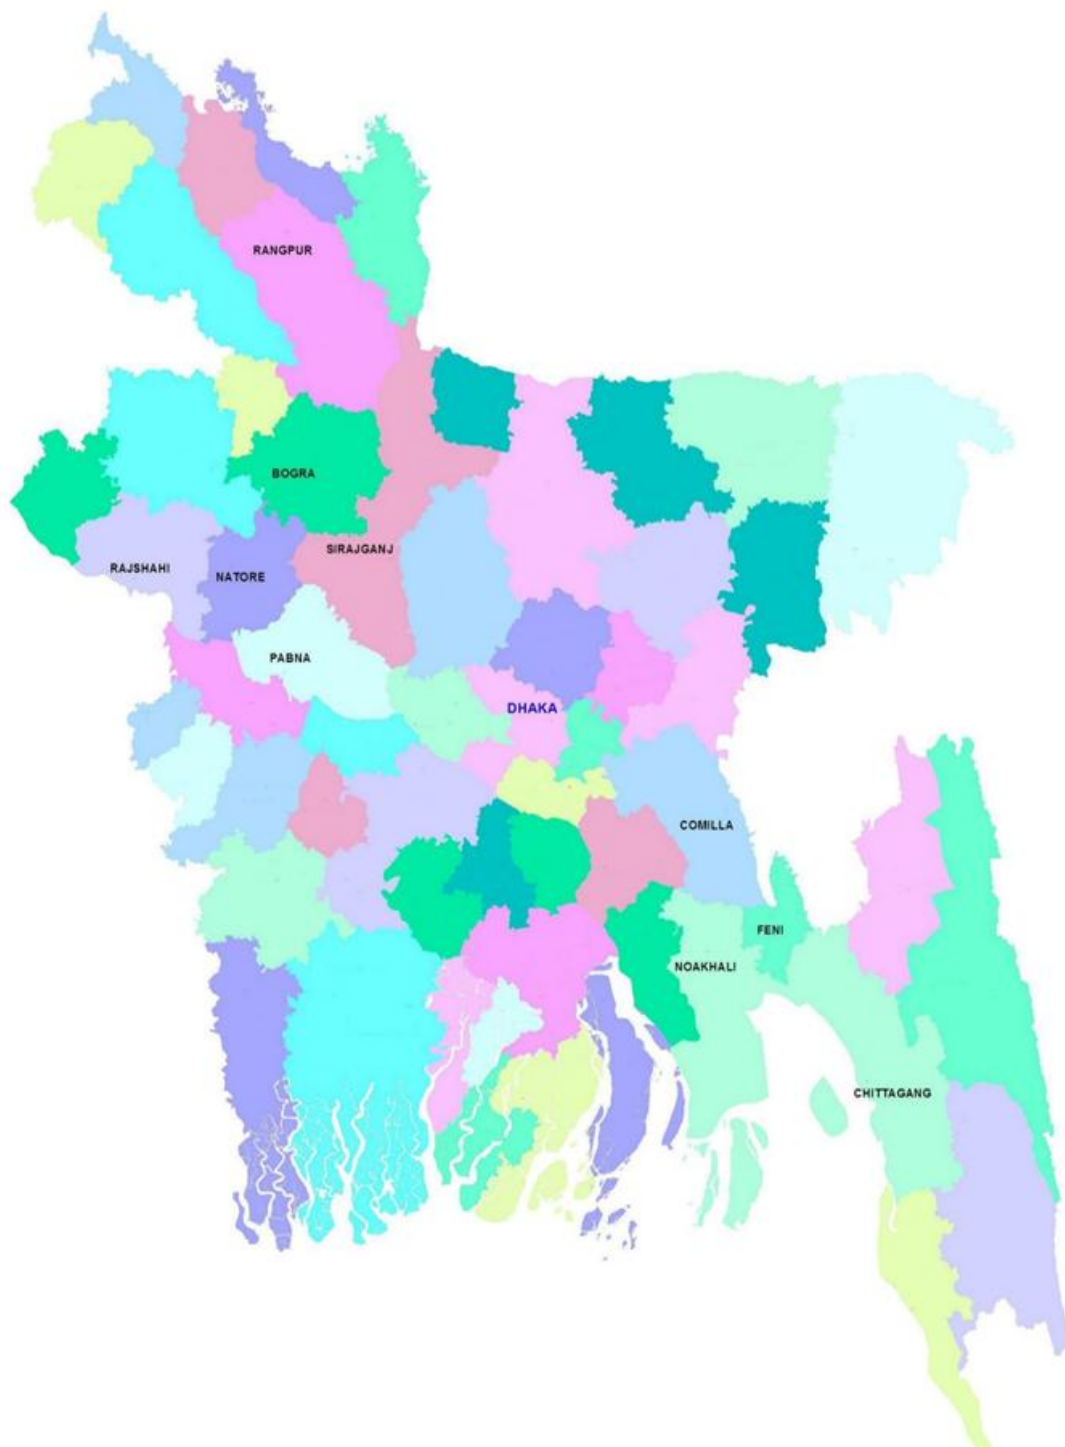 RANGPUR
BOGRA
SIRAJGANJ
RAJSHAHI
NATORE
PABNA
DHAKA
COMILLA
FENI
NOAKHALI
CHITTAGANG